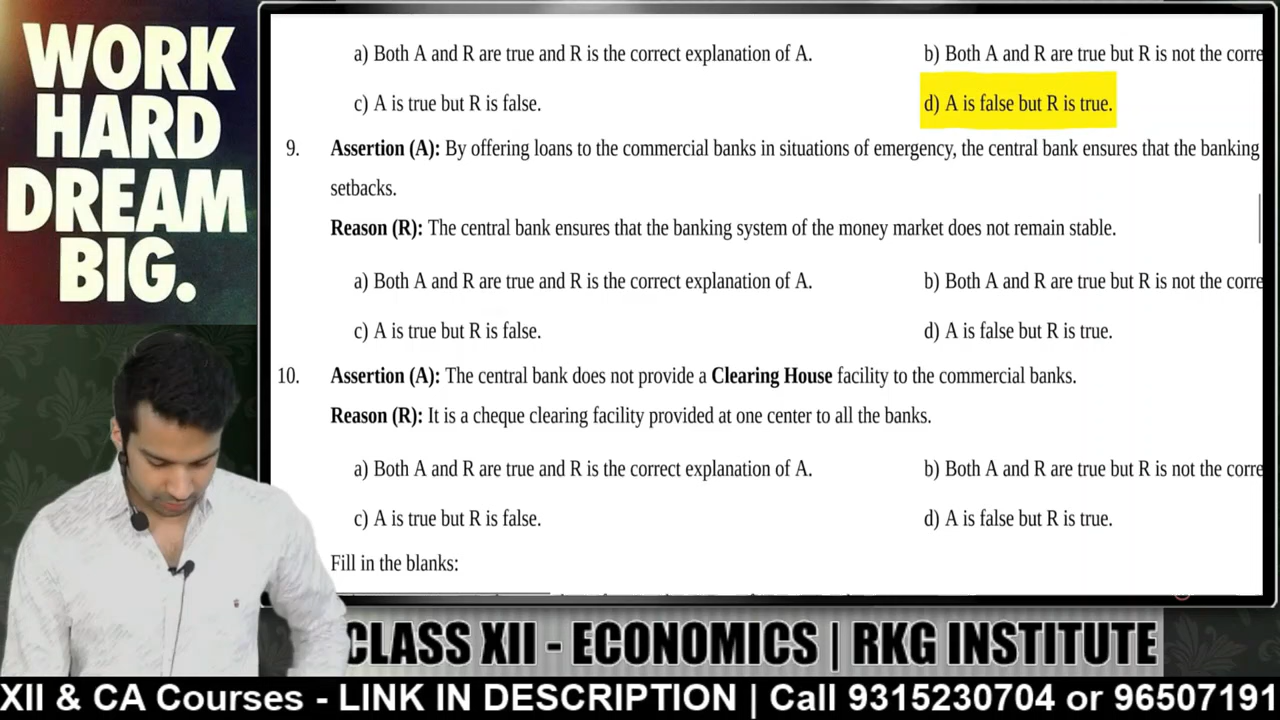 WORK
HARD
DREAM
BIG.
a) Both A and R are true and R is the correct explanation of A. b) Both A and R are true but R is not the corre
c) A is true but R is false. d) A is false but R is true.
9. Assertion (A): By offering loans to the commercial banks in situations of emergency, the central bank ensures that the banking
setbacks.
Reason (R): The central bank ensures that the banking system of the money market does not remain stable.
a) Both A and R are true and R is the correct explanation of A. b) Both A and R are true but R is not the corre
c) A is true but R is false. d) A is false but R is true.
10. Assertion (A): The central bank does not provide a Clearing House facility to the commercial banks.
Reason (R): It is a cheque clearing facility provided at one center to all the banks.
a) Both A and R are true and R is the correct explanation of A. b) Both A and R are true but R is not the corre
c) A is true but R is false. d) A is false but R is true.
Fill in the blanks:
CLASS XII - ECONOMICS | RKG INSTITUTE
XII & CA Courses - LINK IN DESCRIPTION | Call 9315230704 or 96507191